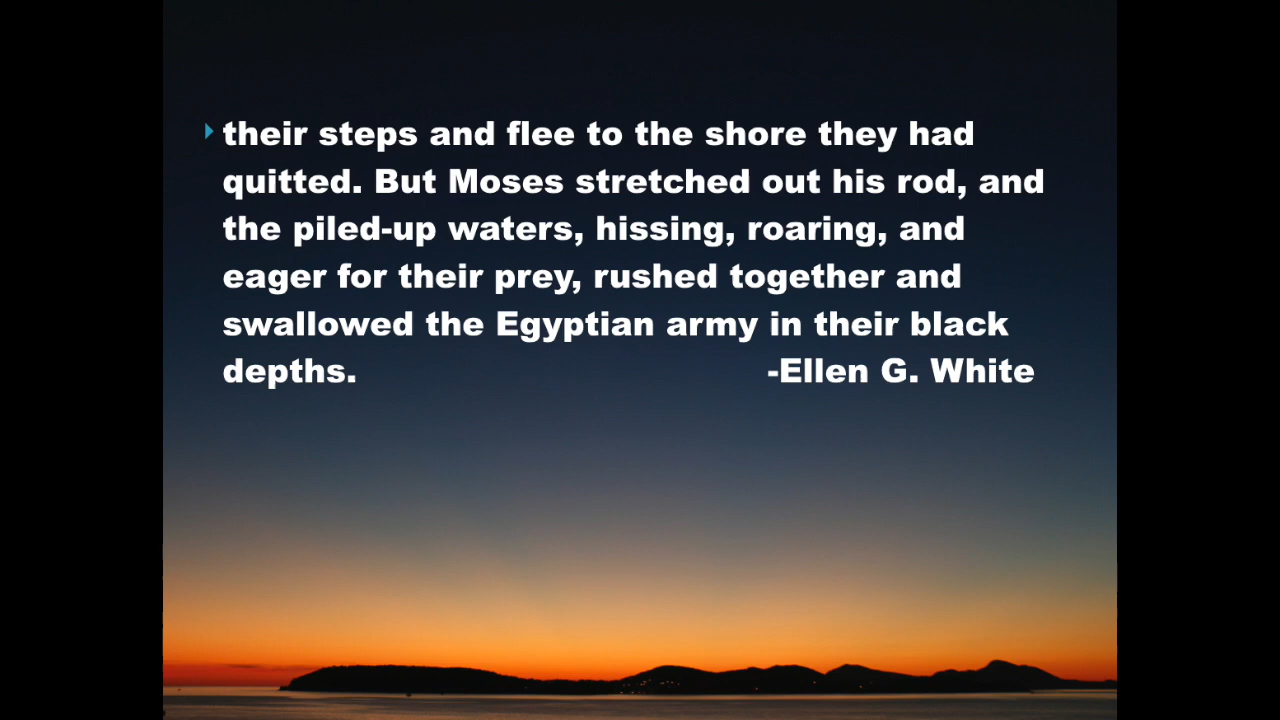 their steps and flee to the shore they had
quitted. But Moses stretched out his rod, and
the piled-up waters, hissing, roaring, and
eager for their prey, rushed together and
swallowed the Egyptian army in their black
depths. -Ellen G. White